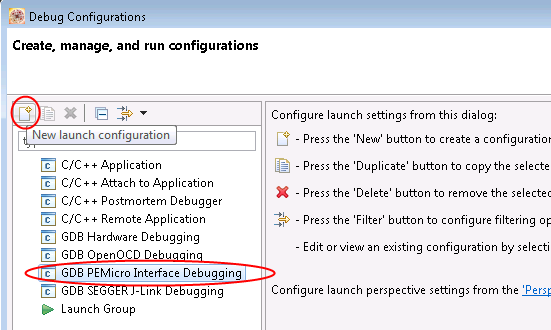 Debug Configurations
Create, manage, and run configurations
New launch configuration
C/C++ Application
C/C++ Attach to Application
C/C++ Postmortem Debugger
C/C++ Remote Application
GDB Hardware Debugging
GDB OpenOCD Debugging
GDB PEMicro Interface Debugging
GDB SEGGER J-Link Debugging
Launch Group
Configure launch settings from this dialog:
- Press the 'New' button to create a configuration
- Press the 'Duplicate' button to copy the selected
- Press the 'Delete' button to remove the selected
- Press the 'Filter' button to configure filtering
- Edit or view an existing configuration by
Configure launch perspective settings from the